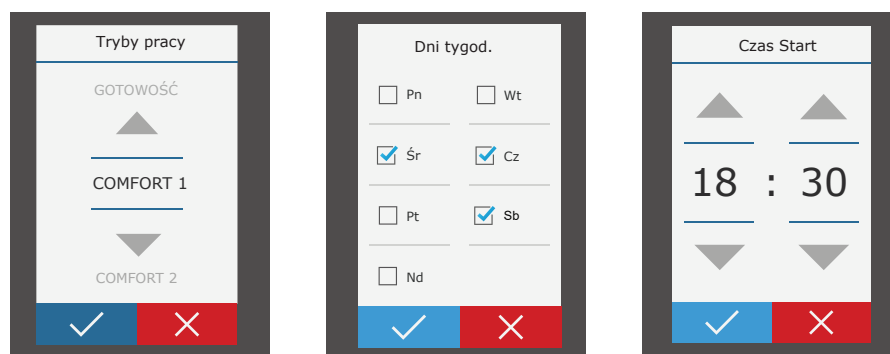 Tryby pracy
GOTOWOŚĆ
COMFORT 1
COMFORT 2
Dni tygod.
Pn Wt
Śr Cz
Pt Sb
Nd
Czas Start
18 : 30